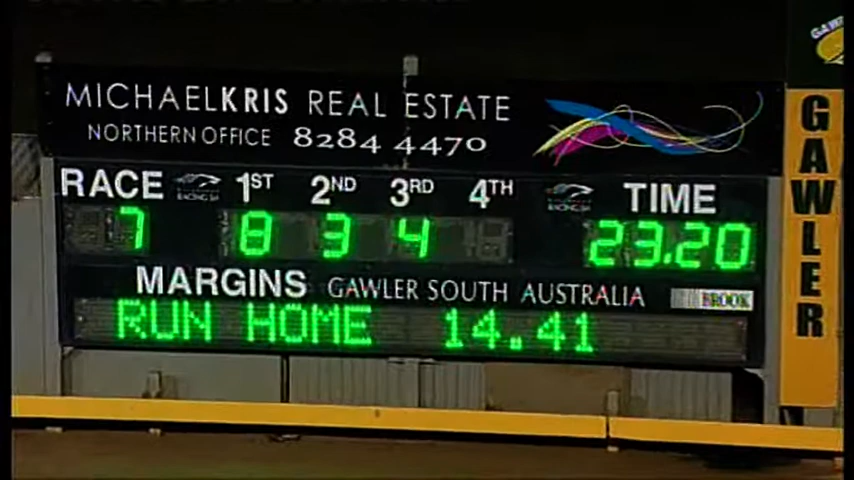 MICHAELKRIS REAL ESTATE
NORTHERN OFFICE 8284 4470
RACE 1ST 2ND 3RD 4TH TIME
7 8 3 4 23.20
MARGINS GAWLER SOUTH AUSTRALIA BROOK
RUN HOME 14.41
GAWLER